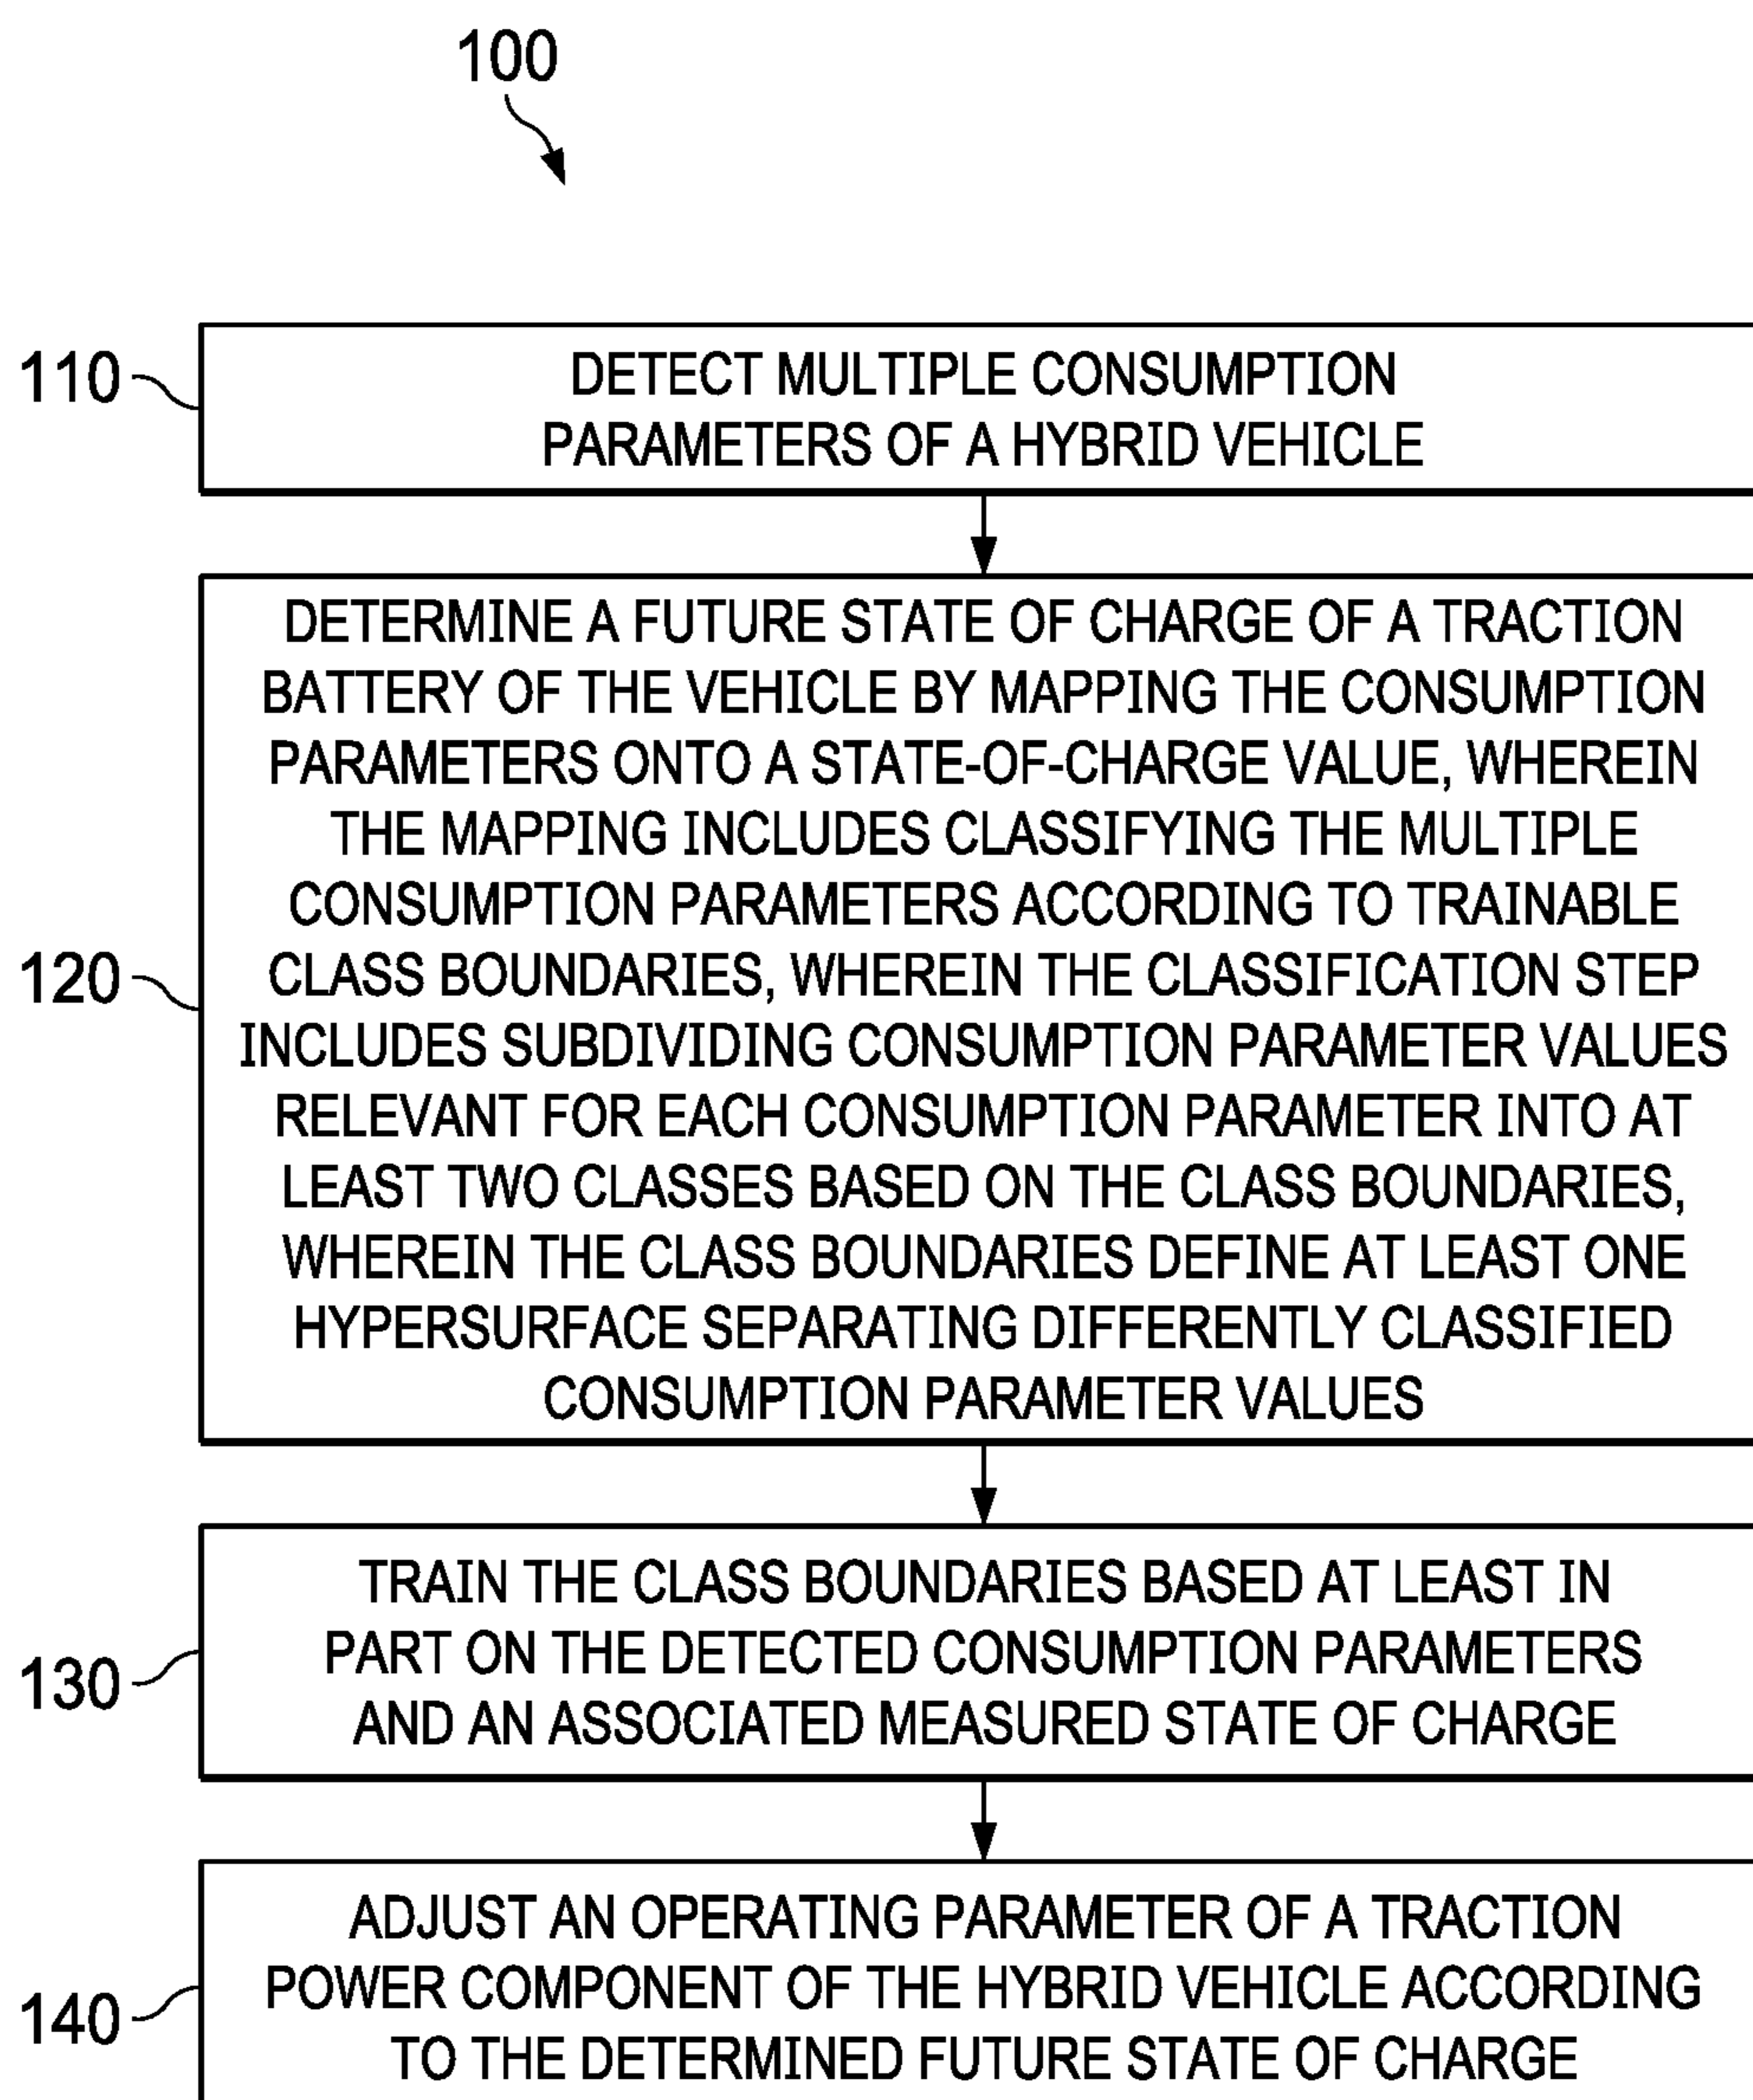 100
110
DETECT MULTIPLE CONSUMPTION
PARAMETERS OF A HYBRID VEHICLE
120
DETERMINE A FUTURE STATE OF CHARGE OF A TRACTION
BATTERY OF THE VEHICLE BY MAPPING THE CONSUMPTION
PARAMETERS ONTO A STATE-OF-CHARGE VALUE, WHEREIN
THE MAPPING INCLUDES CLASSIFYING THE MULTIPLE
CONSUMPTION PARAMETERS ACCORDING TO TRAINABLE
CLASS BOUNDARIES, WHEREIN THE CLASSIFICATION STEP
INCLUDES SUBDIVIDING CONSUMPTION PARAMETER VALUES
RELEVANT FOR EACH CONSUMPTION PARAMETER INTO AT
LEAST TWO CLASSES BASED ON THE CLASS BOUNDARIES,
WHEREIN THE CLASS BOUNDARIES DEFINE AT LEAST ONE
HYPERSURFACE SEPARATING DIFFERENTLY CLASSIFIED
CONSUMPTION PARAMETER VALUES
130
TRAIN THE CLASS BOUNDARIES BASED AT LEAST IN
PART ON THE DETECTED CONSUMPTION PARAMETERS
AND AN ASSOCIATED MEASURED STATE OF CHARGE
140
ADJUST AN OPERATING PARAMETER OF A TRACTION
POWER COMPONENT OF THE HYBRID VEHICLE ACCORDING
TO THE DETERMINED FUTURE STATE OF CHARGE